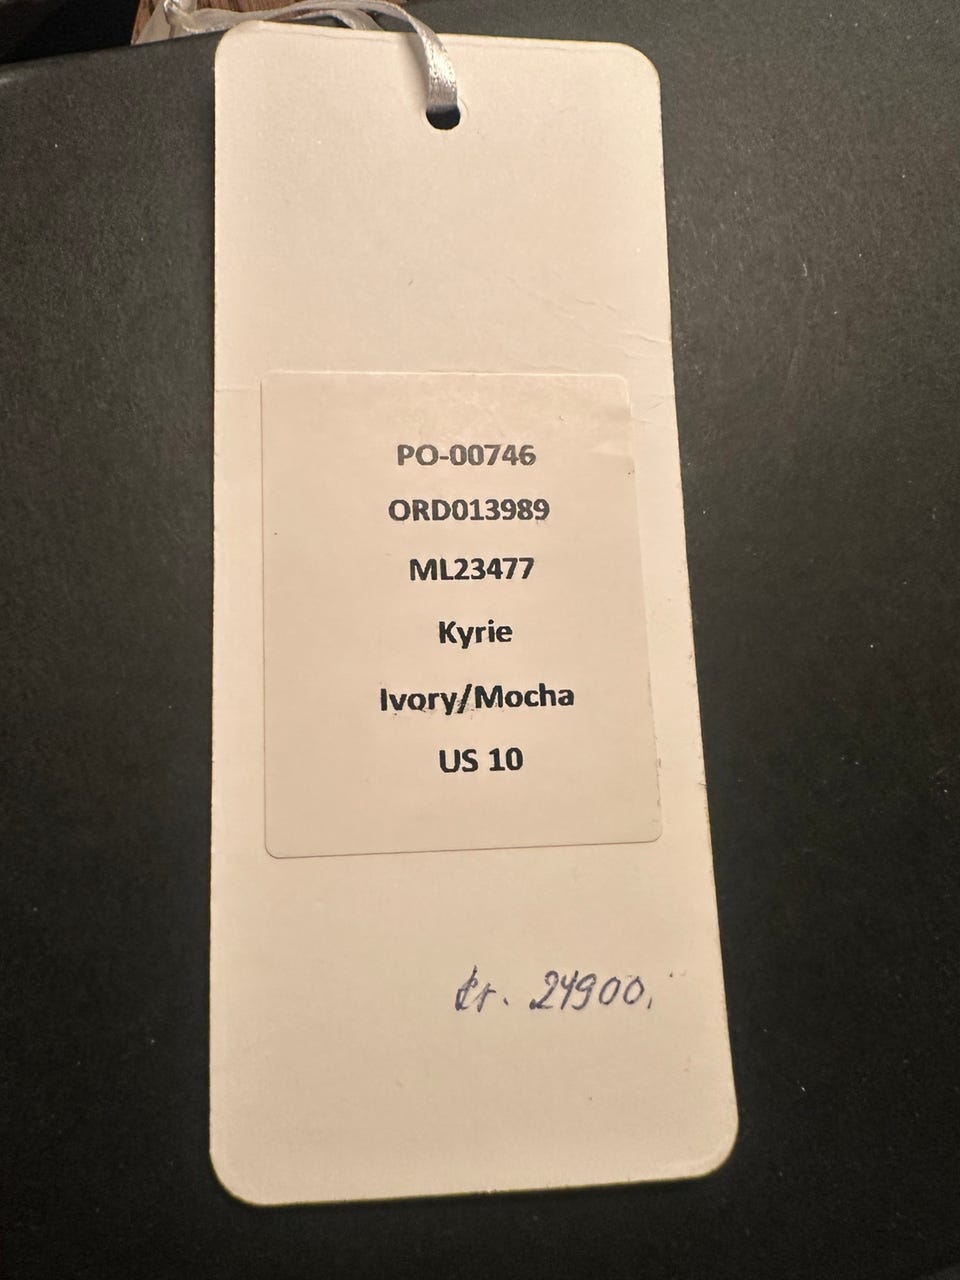 PO-00746
ORD013989
ML23477
Kyrie
Ivory/Mocha
US 10
kr. 24900,